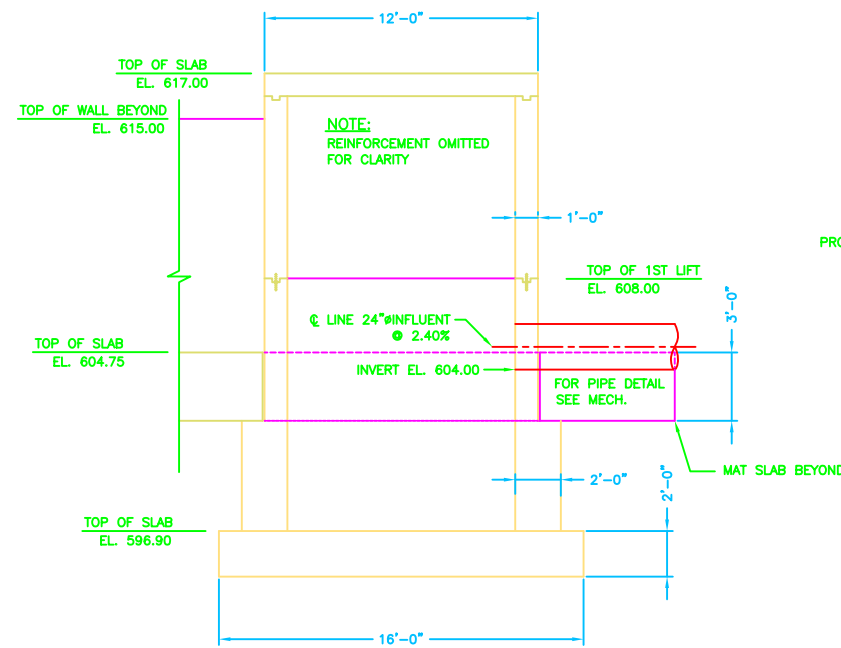 12'-0"
TOP OF SLAB
EL. 617.00
TOP OF WALL BEYOND
EL. 615.00
NOTE:
REINFORCEMENT OMITTED
FOR CLARITY
1'-0"
PRO
TOP OF 1ST LIFT
EL. 608.00
3'-0"
℄ LINE 24"øINFLUENT
@ 2.40%
TOP OF SLAB
EL. 604.75
INVERT EL. 604.00
FOR PIPE DETAIL
SEE MECH.
MAT SLAB BEYOND
2'-0"
2'-0"
TOP OF SLAB
EL. 596.90
16'-0"